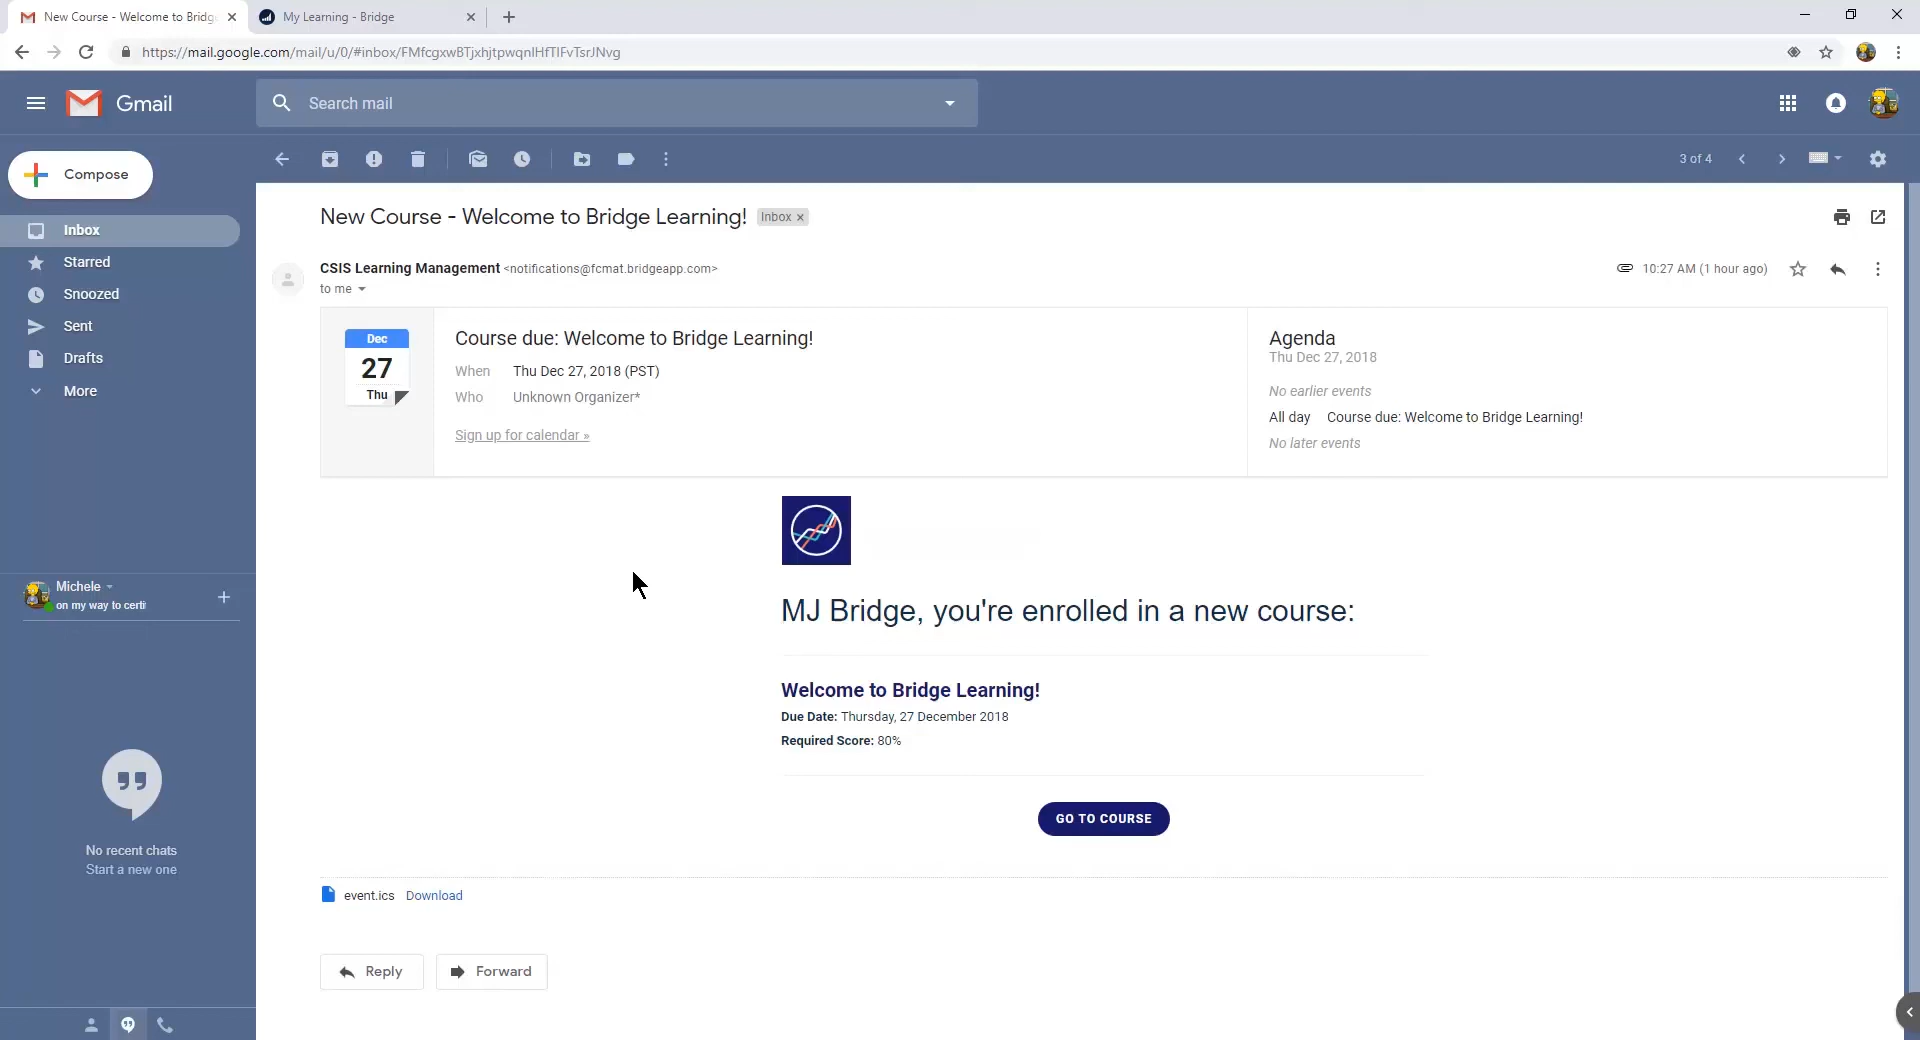 New Course - Welcome to Bridge
My Learning - Bridge
https://mail.google.com/mail/u/0/#inbox/
Gmail
Search mail
Compose
3 of 4
Inbox
Starred
Snoozed
Sent
Drafts
More
Michele
on my way to certi
No recent chats
Start a new one
New Course - Welcome to Bridge Learning!
Inbox x
CSIS Learning Management <notifications@fcmat.bridgeapp.com>
10:27 AM (1 hour ago)
to me
Dec
27
Thu
Course due: Welcome to Bridge Learning!
When Thu Dec 27, 2018 (PST)
Who Unknown Organizer*
Sign up for calendar »
Agenda
Thu Dec 27, 2018
No earlier events
All day Course due: Welcome to Bridge Learning!
No later events
MJ Bridge, you're enrolled in a new course:
Welcome to Bridge Learning!
Due Date: Thursday, 27 December 2018
Required Score: 80%
GO TO COURSE
event.ics Download
Reply
Forward